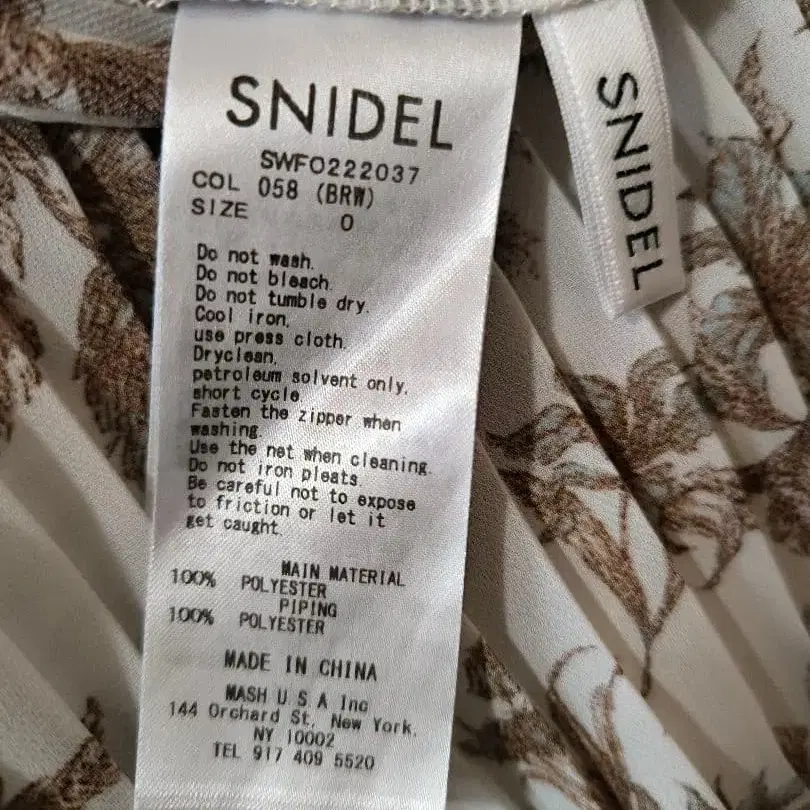 SNIDEL
SWFO222037
COL 058 (BRW)
SIZE 0
Do not wash.
Do not bleach.
Do not tumble dry.
Cool iron,
use press cloth.
Dryclean,
petroleum solvent only,
short cycle
Fasten the zipper when
washing.
Use the net when cleaning.
Do not iron pleats.
Be careful not to expose
to friction or let it
get caught.
MAIN MATERIAL
100% POLYESTER
PIPING
100% POLYESTER
MADE IN CHINA
MASH U S A Inc
144 Orchard St, New York,
NY 10002
TEL 917 409 5520
SNIDEL